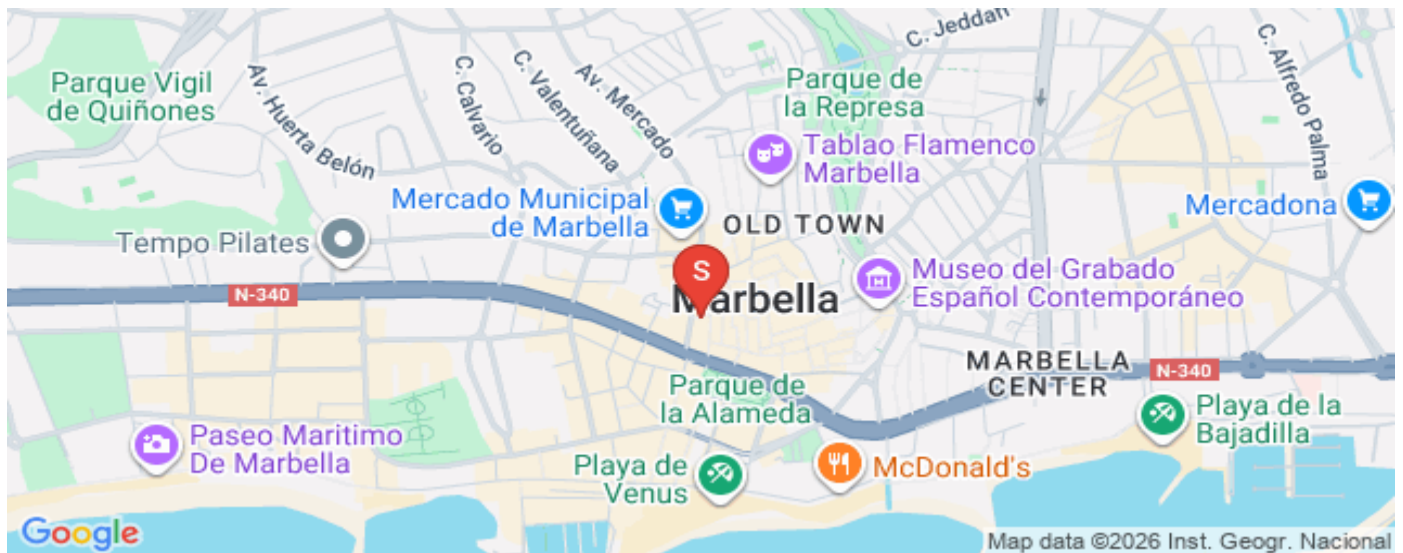 C. Jeddah
Parque Vigil
de Quiñones
Av. Huerta Belón
C. Calvario
C. Valentuñana
Av. Mercado
Parque de
la Represa
C. Alfredo Palma
Tablao Flamenco
Marbella
Mercado Municipal
de Marbella
OLD TOWN
Mercadona
Tempo Pilates
S
Museo del Grabado
Español Contemporáneo
N-340
Marbella
MARBELLA
CENTER
N-340
Parque de
la Alameda
Playa de la
Bajadilla
Paseo Maritimo
De Marbella
Playa de
Venus
McDonald's
Google
Map data ©2026 Inst. Geogr. Nacional